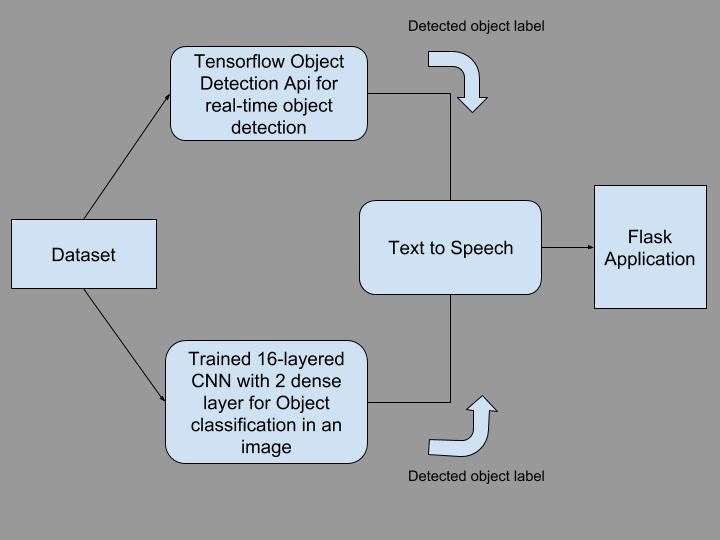 Detected object label
Tensorflow Object
Detection Api for
real-time object
detection
Dataset
Text to Speech
Flask
Application
Trained 16-layered
CNN with 2 dense
layer for Object
classification in an
image
Detected object label